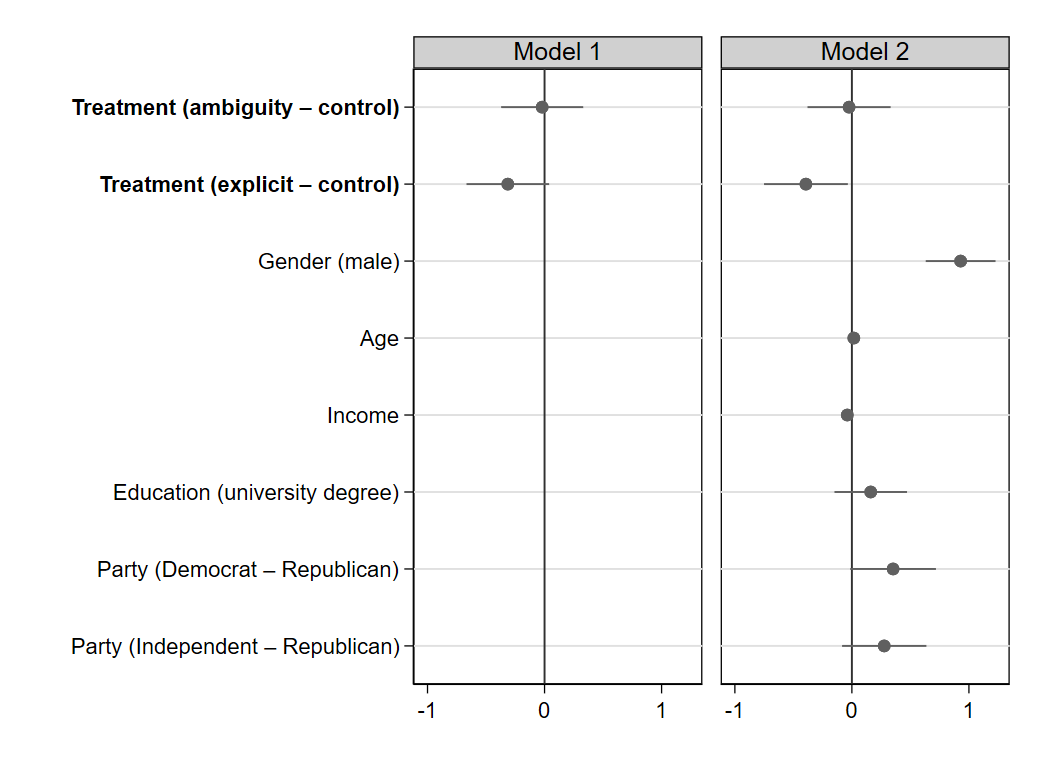 Model 1
Model 2
Treatment (ambiguity – control)
Treatment (explicit – control)
Gender (male)
Age
Income
Education (university degree)
Party (Democrat – Republican)
Party (Independent – Republican)
-1 0 1
-1 0 1